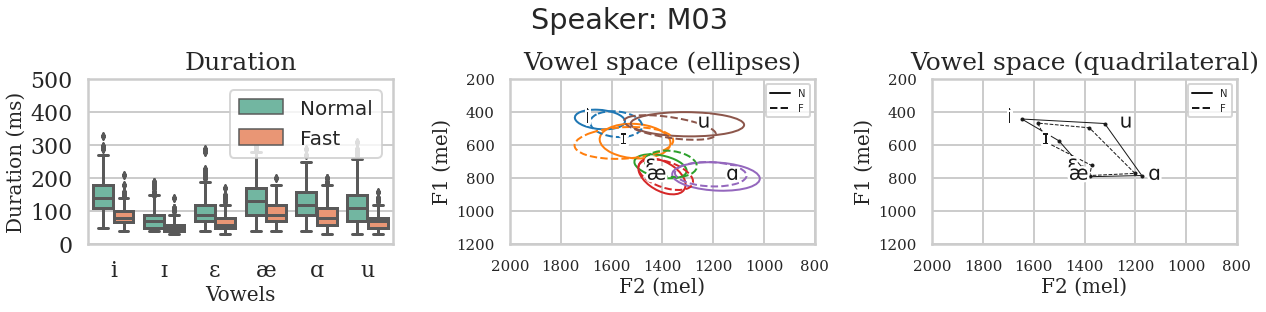 Speaker: M03
Duration
Duration (ms)
500
400
300
200
100
0
Normal
Fast
i ɪ ɛ æ ɑ u
Vowels
Vowel space (ellipses)
F1 (mel)
200
400
600
800
1000
1200
N
F
i
u
ɪ
ɛ
æ
ɑ
2000 1800 1600 1400 1200 1000 800
F2 (mel)
Vowel space (quadrilateral)
F1 (mel)
200
400
600
800
1000
1200
N
F
i
u
ɪ
ɛ
æ
ɑ
2000 1800 1600 1400 1200 1000 800
F2 (mel)